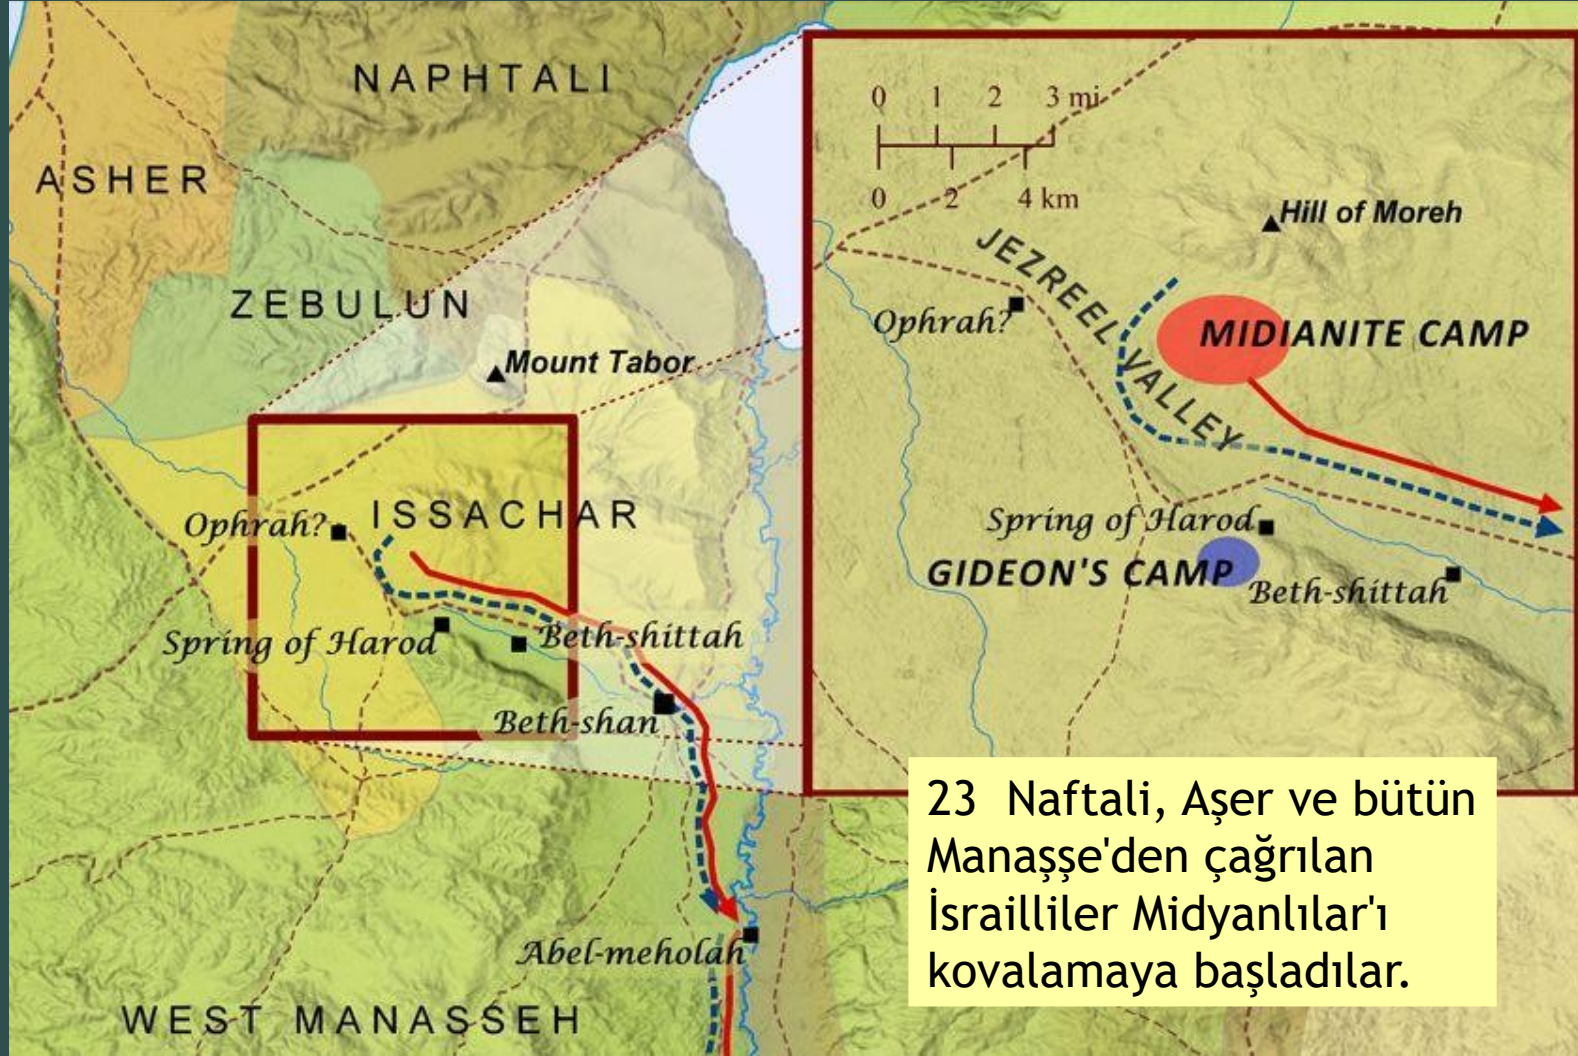 NAPHTALI
ASHER
ZEBULUN
Mount Tabor
ISSACHAR
Ophrah?
Spring of Harod
Beth-shittah
Beth-shan
Abel-meholah
WEST MANASSEH
0 1 2 3 mi
0 2 4 km
Hill of Moreh
JEZREEL VALLEY
Ophrah?
MIDIANITE CAMP
Spring of Harod
GIDEON'S CAMP
Beth-shittah
23 Naftali, Aşer ve bütün
Manaşşe'den çağrılan
İsrailliler Midyanlılar'ı
kovalamaya başladılar.